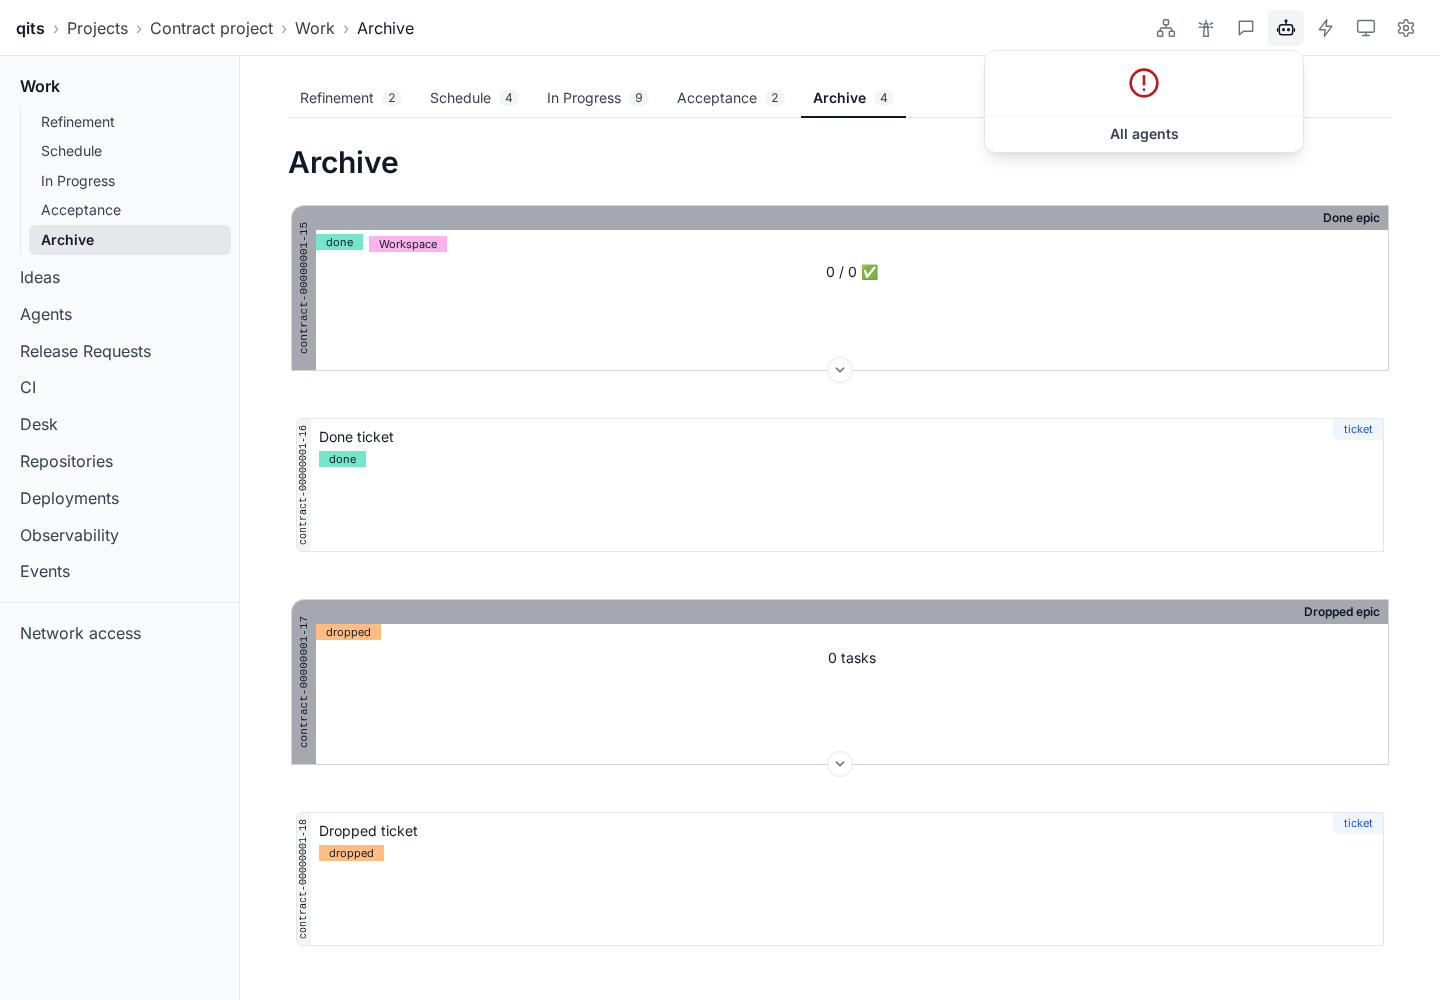 qits › Projects › Contract project › Work › Archive
Work
Refinement
Schedule
In Progress
Acceptance
Archive
Ideas
Agents
Release Requests
CI
Desk
Repositories
Deployments
Observability
Events
Network access
Refinement 2 Schedule 4 In Progress 9 Acceptance 2 Archive 4
All agents
Archive
contract-00000001-15
Done epic
done Workspace
0 / 0 ✅
contract-00000001-16
Done ticket
ticket
done
contract-00000001-17
Dropped epic
dropped
0 tasks
contract-00000001-18
Dropped ticket
ticket
dropped